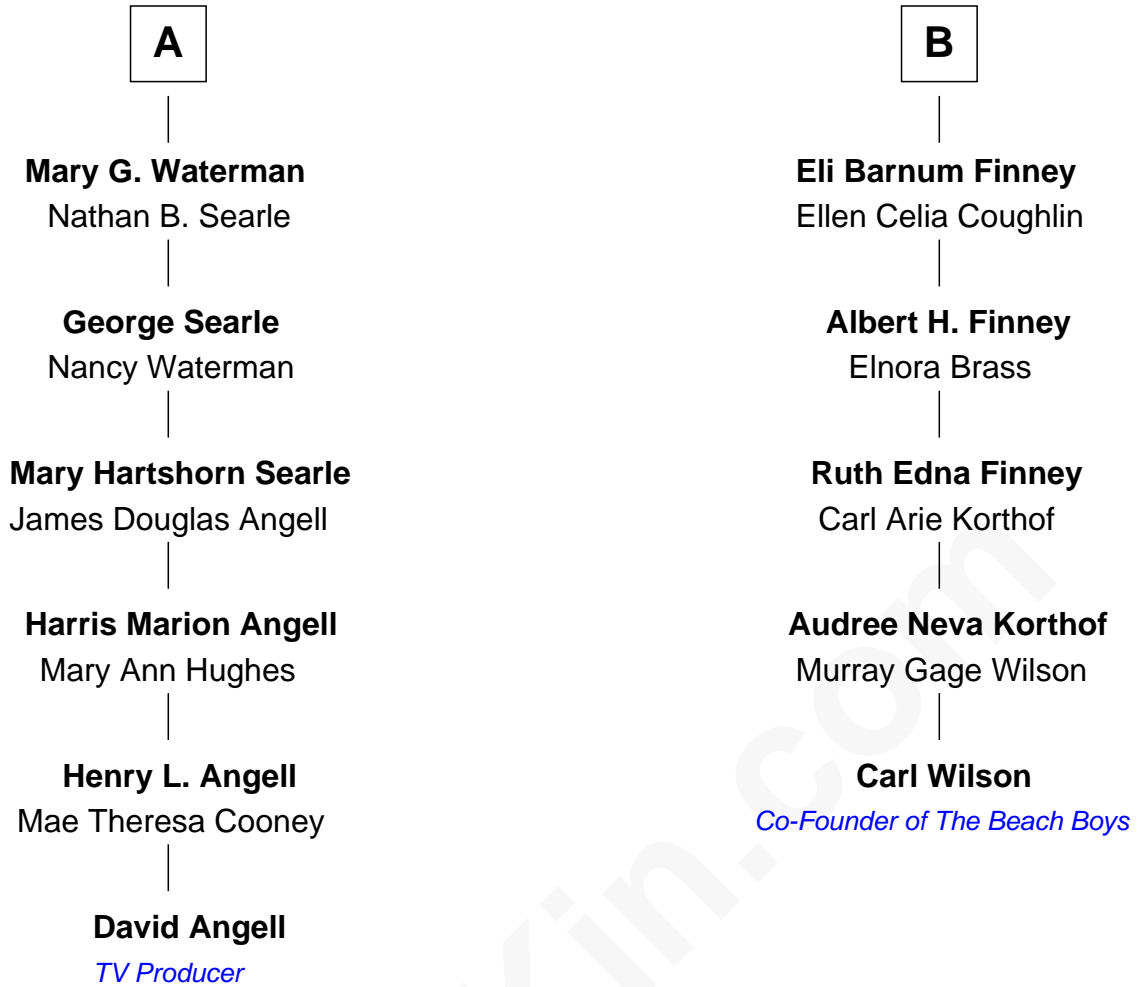 A
Mary G. Waterman
Nathan B. Searle
George Searle
Nancy Waterman
Mary Hartshorn Searle
James Douglas Angell
Harris Marion Angell
Mary Ann Hughes
Henry L. Angell
Mae Theresa Cooney
David Angell
TV Producer
B
Eli Barnum Finney
Ellen Celia Coughlin
Albert H. Finney
Elnora Brass
Ruth Edna Finney
Carl Arie Korthof
Audree Neva Korthof
Murray Gage Wilson
Carl Wilson
Co-Founder of The Beach Boys
Kin.com